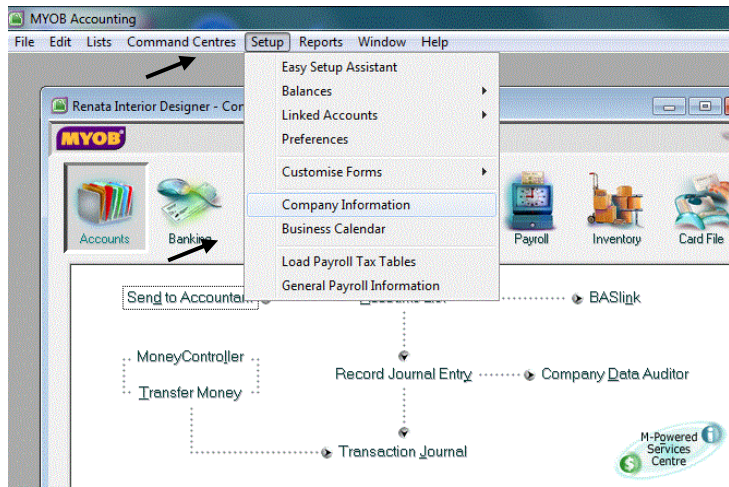 MYOB Accounting
File Edit Lists Command Centres Setup Reports Window Help
Easy Setup Assistant
Balances
Linked Accounts
Preferences
Customise Forms
Company Information
Business Calendar
Load Payroll Tax Tables
General Payroll Information
Renata Interior Designer - Co
MYOB
Accounts Banking Payroll Inventory Card File
Send to Accountant BASlink
MoneyController
Record Journal Entry Company Data Auditor
Transfer Money
Transaction Journal
M-Powered
Services
Centre